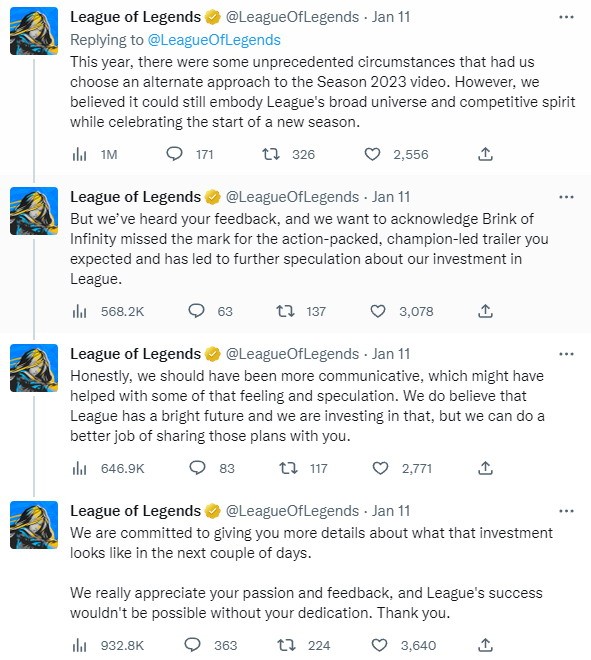 League of Legends @LeagueOfLegends · Jan 11
Replying to @LeagueOfLegends
This year, there were some unprecedented circumstances that had us
choose an alternate approach to the Season 2023 video. However, we
believed it could still embody League's broad universe and competitive spirit
while celebrating the start of a new season.
1M 171 326 2,556
League of Legends @LeagueOfLegends · Jan 11
But we’ve heard your feedback, and we want to acknowledge Brink of
Infinity missed the mark for the action-packed, champion-led trailer you
expected and has led to further speculation about our investment in
League.
568.2K 63 137 3,078
League of Legends @LeagueOfLegends · Jan 11
Honestly, we should have been more communicative, which might have
helped with some of that feeling and speculation. We do believe that
League has a bright future and we are investing in that, but we can do a
better job of sharing those plans with you.
646.9K 83 117 2,771
League of Legends @LeagueOfLegends · Jan 11
We are committed to giving you more details about what that investment
looks like in the next couple of days.
We really appreciate your passion and feedback, and League's success
wouldn't be possible without your dedication. Thank you.
932.8K 363 224 3,640